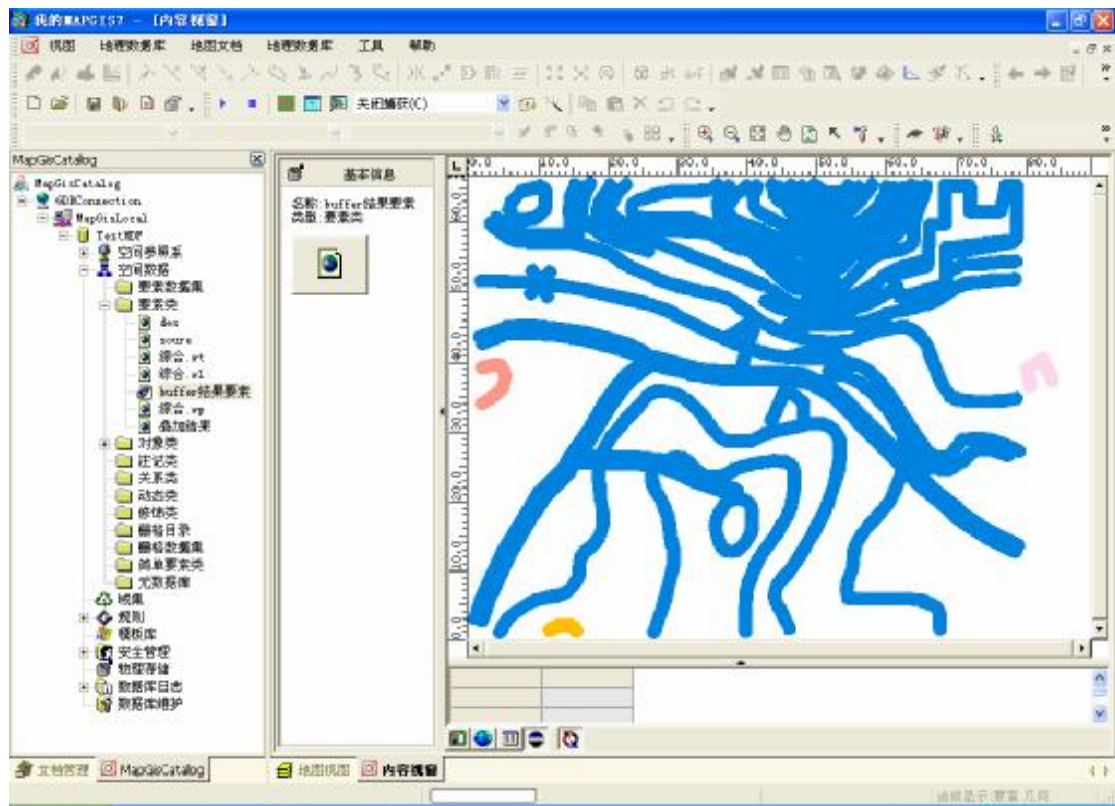 我的MAPGIS7 - [内容视窗]
视图 地理数据库 地图文档 地理数据库 工具 帮助
关闭捕获(C)
MapGisCatalog
MapGisCatalog
GDBConnection
MapGisLocal
空间参照系
空间数据
要素数据集
要素类
des
综合.wt
综合.wl
buffer结果要素
综合.wp
叠加结果
对象类
注记类
关系类
动态类
修饰类
栅格目录
栅格数据集
简单要素类
元数据库
域集
规则
模板库
安全管理
物理存储
数据库日志
数据库维护
基本信息
名称:buffer结果要素
类型:要素类
L
文档管理 MapGisCatalog
地图视图 内容视窗